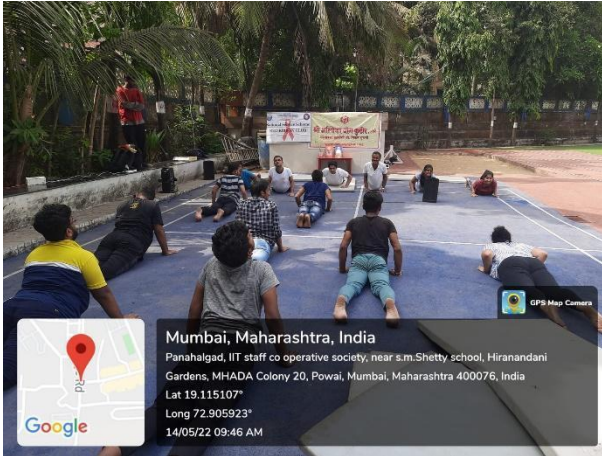 श्री अम्बिका योग कुटीर
GPS Map Camera
Rd
Google
Mumbai, Maharashtra, India
Panahalgad, IIT staff co operative society, near s.m.Shetty school, Hiranandani
Gardens, MHADA Colony 20, Powai, Mumbai, Maharashtra 400076, India
Lat 19.115107°
Long 72.905923°
14/05/22 09:46 AM